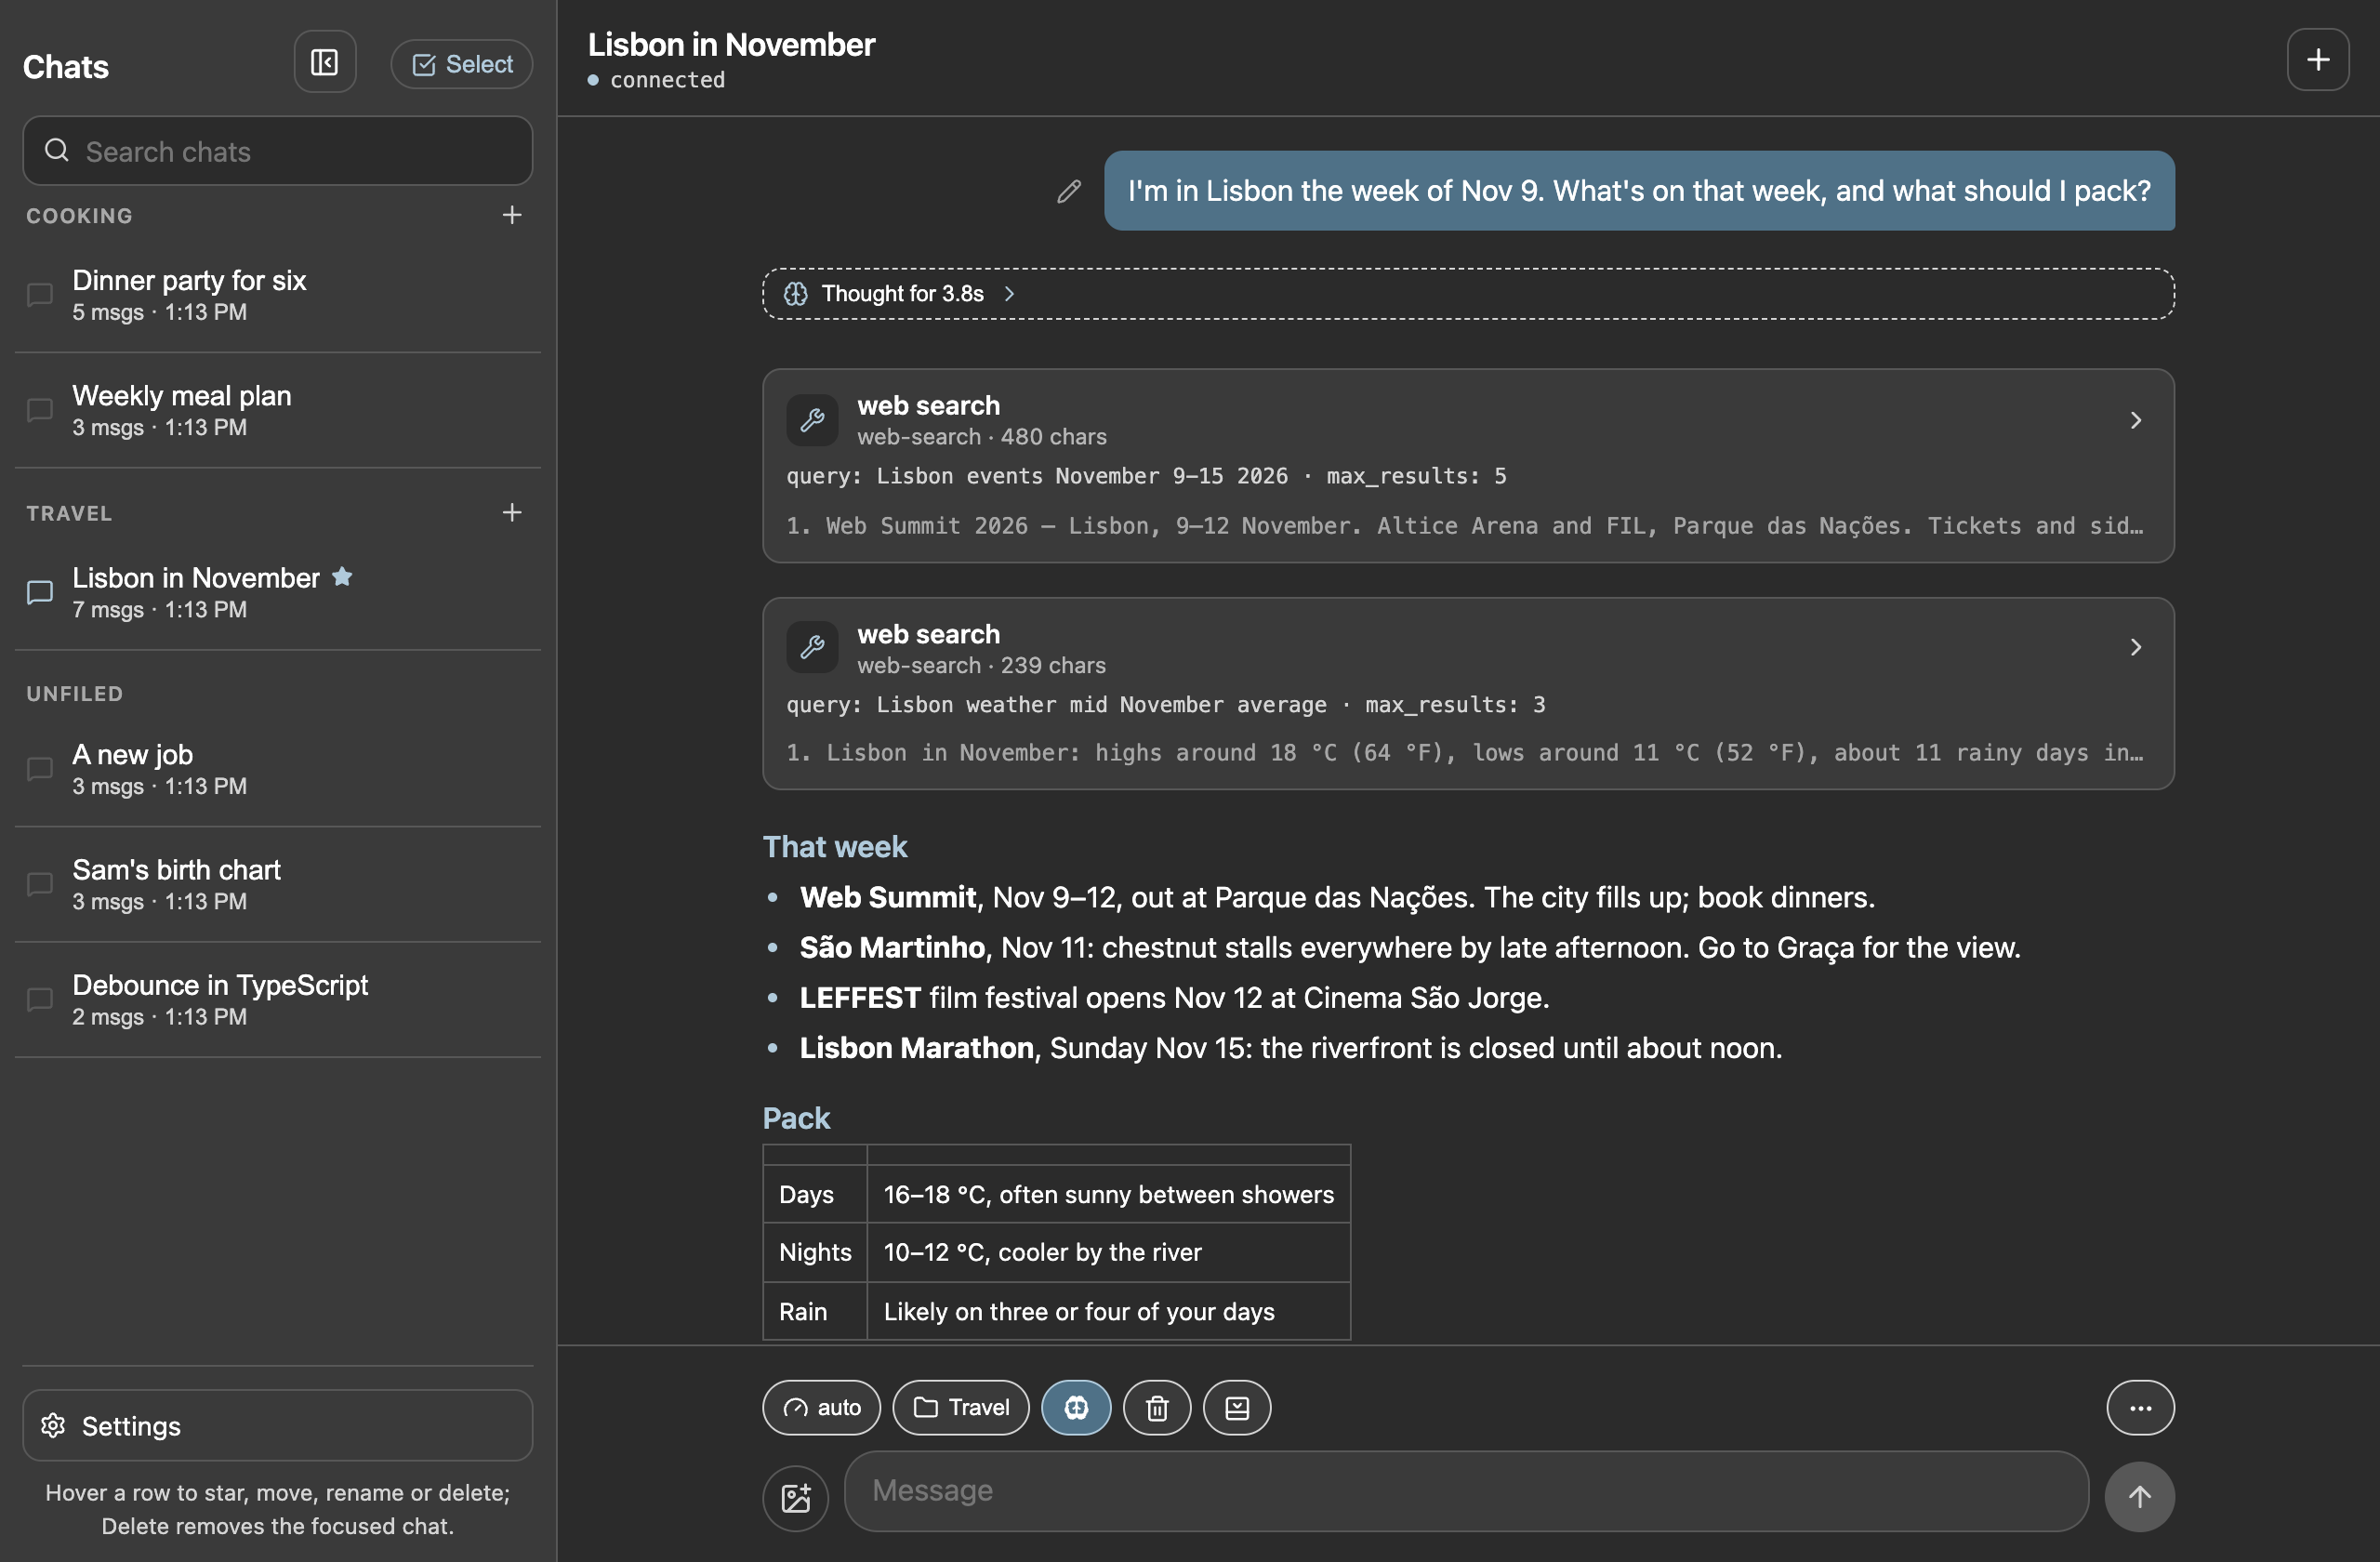 Chats
Select
Search chats
COOKING
Dinner party for six
5 msgs · 1:13 PM
Weekly meal plan
3 msgs · 1:13 PM
TRAVEL
Lisbon in November
7 msgs · 1:13 PM
UNFILED
A new job
3 msgs · 1:13 PM
Sam's birth chart
3 msgs · 1:13 PM
Debounce in TypeScript
2 msgs · 1:13 PM
Settings
Hover a row to star, move, rename or delete;
Delete removes the focused chat.
Lisbon in November
connected
I'm in Lisbon the week of Nov 9. What's on that week, and what should I pack?
Thought for 3.8s
web search
web-search · 480 chars
query: Lisbon events November 9–15 2026 · max_results: 5
1. Web Summit 2026 — Lisbon, 9–12 November. Altice Arena and FIL, Parque das Nações. Tickets and sid…
web search
web-search · 239 chars
query: Lisbon weather mid November average · max_results: 3
1. Lisbon in November: highs around 18 °C (64 °F), lows around 11 °C (52 °F), about 11 rainy days in…
That week
• Web Summit, Nov 9–12, out at Parque das Nações. The city fills up; book dinners.
• São Martinho, Nov 11: chestnut stalls everywhere by late afternoon. Go to Graça for the view.
• LEFFEST film festival opens Nov 12 at Cinema São Jorge.
• Lisbon Marathon, Sunday Nov 15: the riverfront is closed until about noon.
Pack
Days 16–18 °C, often sunny between showers
Nights 10–12 °C, cooler by the river
Rain Likely on three or four of your days
auto
Travel
Message